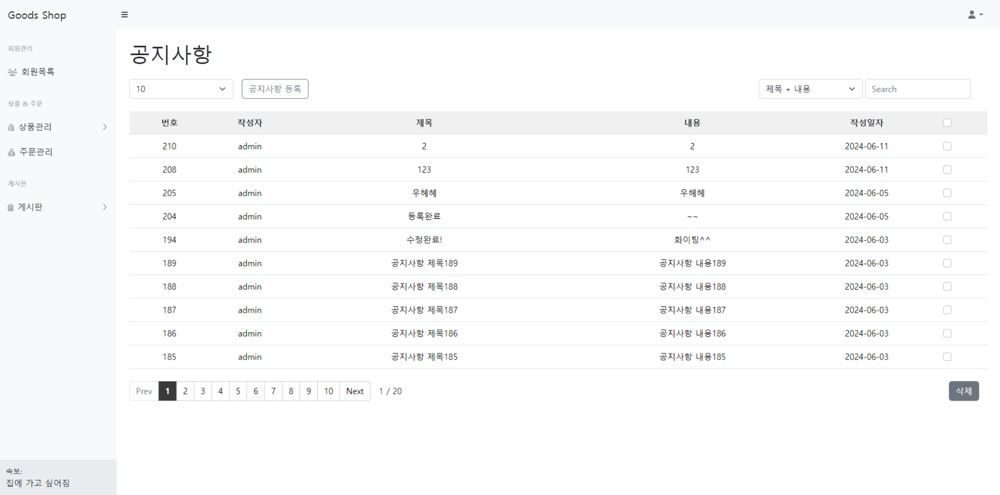 Goods Shop
회원관리
회원목록
상품 & 주문
상품관리
주문관리
게시판
게시판
속보:
집에 가고 싶어짐
공지사항
10 공지사항 등록 제목 + 내용 Search
번호 작성자 제목 내용 작성일자
210 admin 2 2 2024-06-11
208 admin 123 123 2024-06-11
205 admin 우헤헤 우헤헤 2024-06-05
204 admin 등록완료 ~~ 2024-06-05
194 admin 수정완료! 화이팅^^ 2024-06-03
189 admin 공지사항 제목189 공지사항 내용189 2024-06-03
188 admin 공지사항 제목188 공지사항 내용188 2024-06-03
187 admin 공지사항 제목187 공지사항 내용187 2024-06-03
186 admin 공지사항 제목186 공지사항 내용186 2024-06-03
185 admin 공지사항 제목185 공지사항 내용185 2024-06-03
Prev 1 2 3 4 5 6 7 8 9 10 Next 1 / 20 삭제